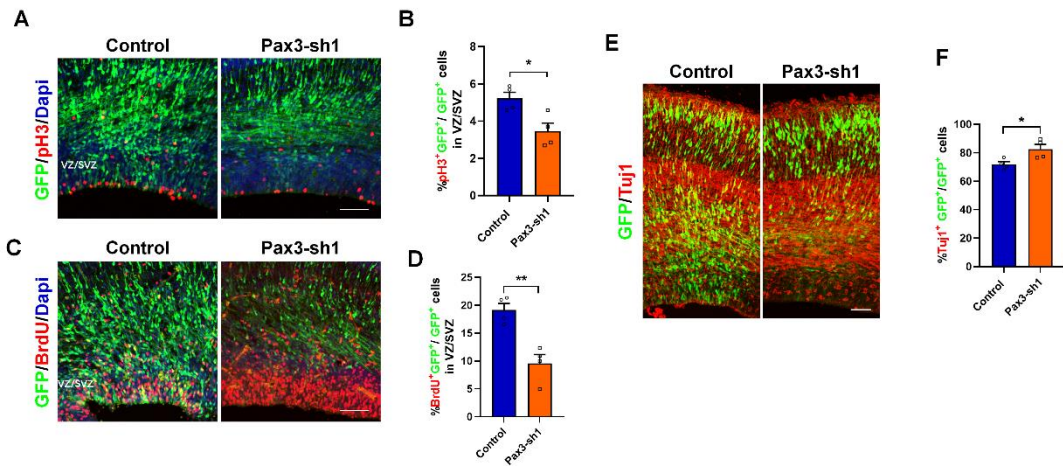 A
Control
Pax3-sh1
GFP/pH3/Dapi
VZ/SVZ
B
%pH3+GFP+/ GFP+ cells
in VZ/SVZ
8
6
4
2
0
*
Control
Pax3-sh1
C
Control
Pax3-sh1
GFP/BrdU/Dapi
VZ/SVZ
D
%BrdU+GFP+/ GFP+ cells
in VZ/SVZ
25
20
15
10
5
0
**
Control
Pax3-sh1
E
Control
Pax3-sh1
GFP/Tuj1
F
%Tuj1+ GFP+/GFP+
cells
100
80
60
40
20
0
*
Control
Pax3-sh1